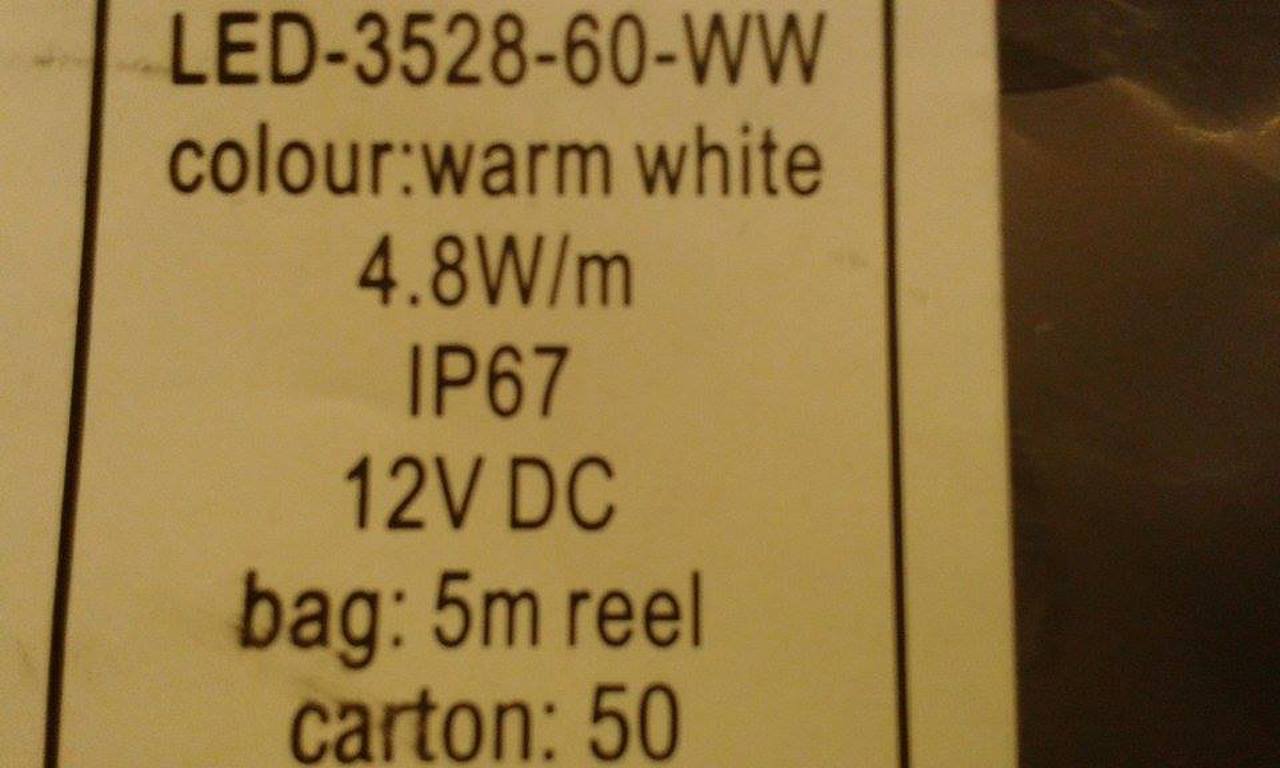 LED-3528-60-WW
colour:warm white
4.8W/m
IP67
12V DC
bag: 5m reel
carton: 50